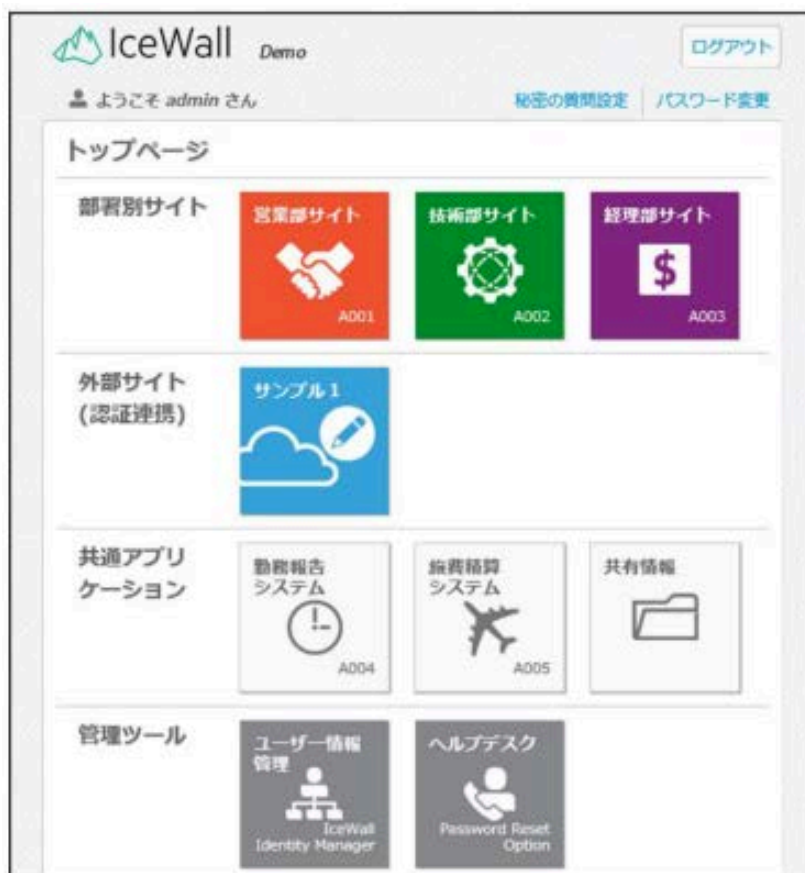 IceWall Demo
ログアウト
ようこそ admin さん
秘密の質問設定
パスワード変更
トップページ
部署別サイト
営業部サイト
A001
技術部サイト
A002
経理部サイト
$
A003
外部サイト
(認証連携)
サンプル1
共通アプリ
ケーション
勤務報告
システム
A004
旅費精算
システム
A005
共有情報
管理ツール
ユーザー情報
管理
IceWall
Identity Manager
ヘルプデスク
Password Reset
Option